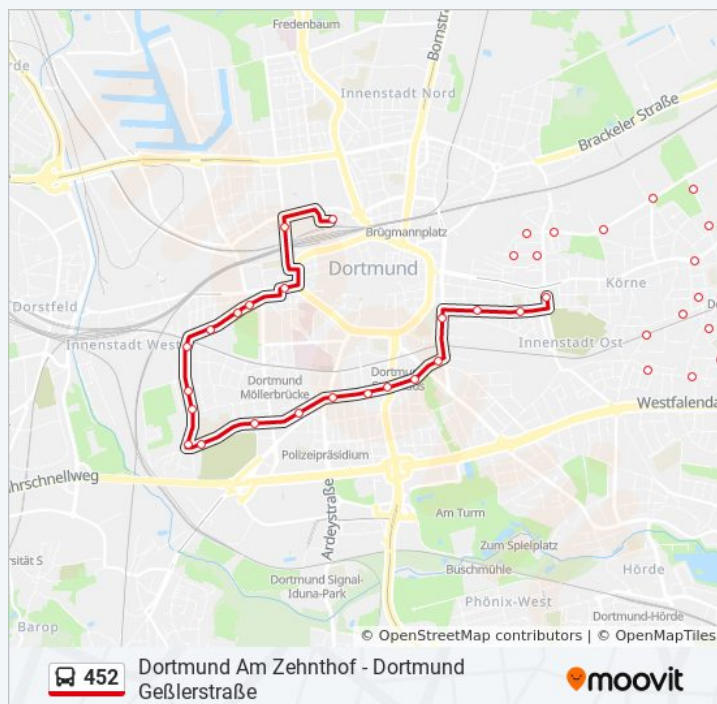 Fredenbaum
Bornstraße
Innenstadt Nord
Brackeler Straße
Brügmannplatz
Dortmund
Körne
Dorstfeld
Innenstadt West
Innenstadt Ost
Dortmund
Möllerbrücke
Westfalenda
Polizeipräsidium
Ardeystraße
Am Turm
Zum Spielplatz
Buschmühle
Hörde
Dortmund Signal-
Iduna-Park
Phönix-West
Dortmund-Hörde
Barop
© OpenStreetMap contributors | © OpenMapTiles
452
Dortmund Am Zehnthof - Dortmund
Geßlerstraße
moovit